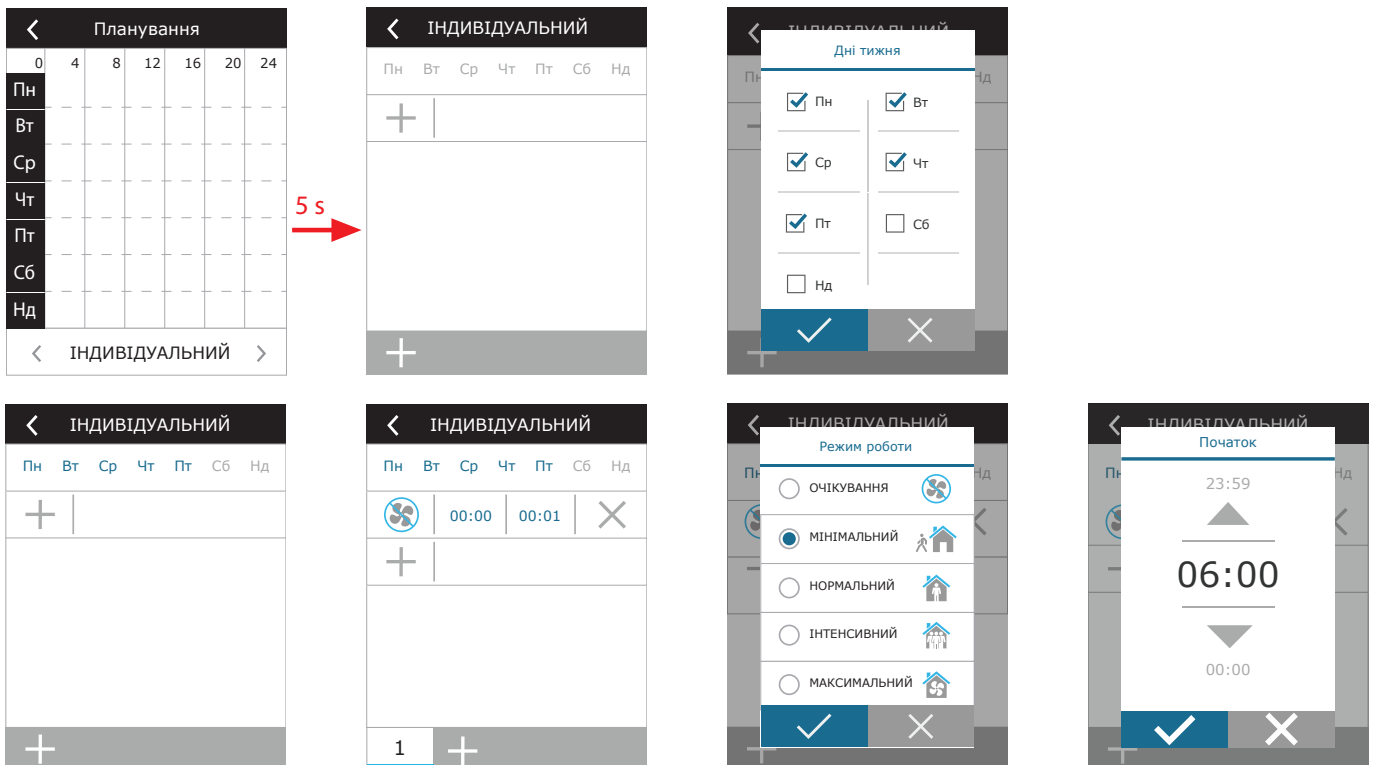 Планування
0 4 8 12 16 20 24
Пн
Вт
Ср
Чт
Пт
Сб
Нд
ІНДИВІДУАЛЬНИЙ
5 s
ІНДИВІДУАЛЬНИЙ
Пн Вт Ср Чт Пт Сб Нд
ІНДИВІДУАЛЬНИЙ
Дні тижня
Пн Вт
Ср Чт
Пт Сб
Нд
ІНДИВІДУАЛЬНИЙ
Пн Вт Ср Чт Пт Сб Нд
ІНДИВІДУАЛЬНИЙ
Пн Вт Ср Чт Пт Сб Нд
00:00 00:01
1
ІНДИВІДУАЛЬНИЙ
Режим роботи
ОЧІКУВАННЯ
МІНІМАЛЬНИЙ
НОРМАЛЬНИЙ
ІНТЕНСИВНИЙ
МАКСИМАЛЬНИЙ
ІНДИВІДУАЛЬНИЙ
Початок
23:59
06:00
00:00